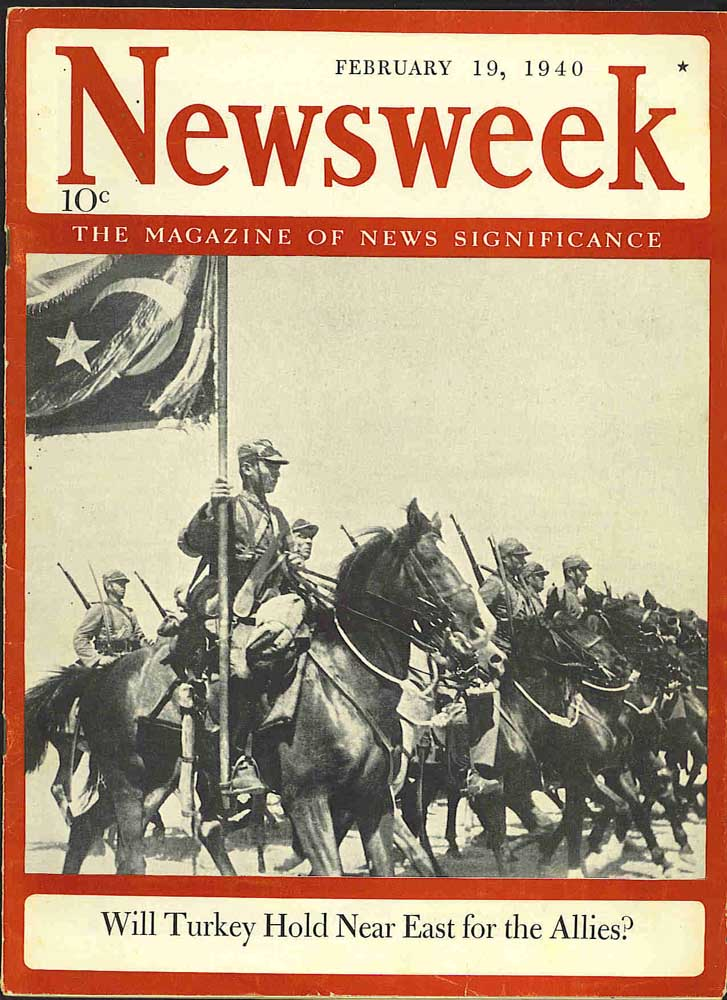 FEBRUARY 19, 1940
Newsweek
10c
THE MAGAZINE OF NEWS SIGNIFICANCE
Will Turkey Hold Near East for the Allies?